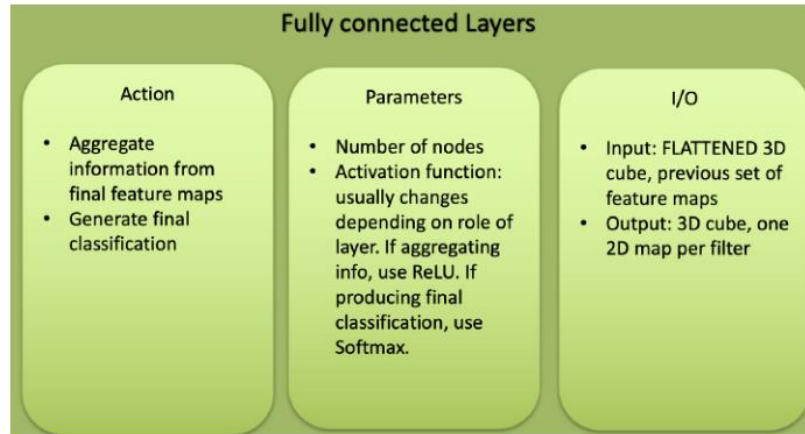 Fully connected Layers
Action
• Aggregate
information from
final feature maps
• Generate final
classification
Parameters
• Number of nodes
• Activation function:
usually changes
depending on role of
layer. If aggregating
info, use ReLU. If
producing final
classification, use
Softmax.
I/O
• Input: FLATTENED 3D
cube, previous set of
feature maps
• Output: 3D cube, one
2D map per filter